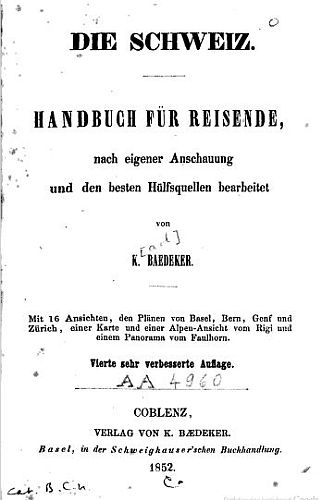 DIE SCHWEIZ.
HANDBUCH FÜR REISENDE,
nach eigener Anschauung
und den besten Hülfsquellen bearbeitet
von
[arl]
K. BAEDEKER.
Mit 16 Ansichten, den Plänen von Basel, Bern, Genf und
Zürich, einer Karte und einer Alpen-Ansicht vom Rigi und
einem Panorama vom Faulhorn.
Vierte sehr verbesserte Auflage.
AA 4960
COBLENZ,
VERLAG VON K. BÆDEKER.
Basel, in der Schweighauser'schen Buchhandlung.
1852.